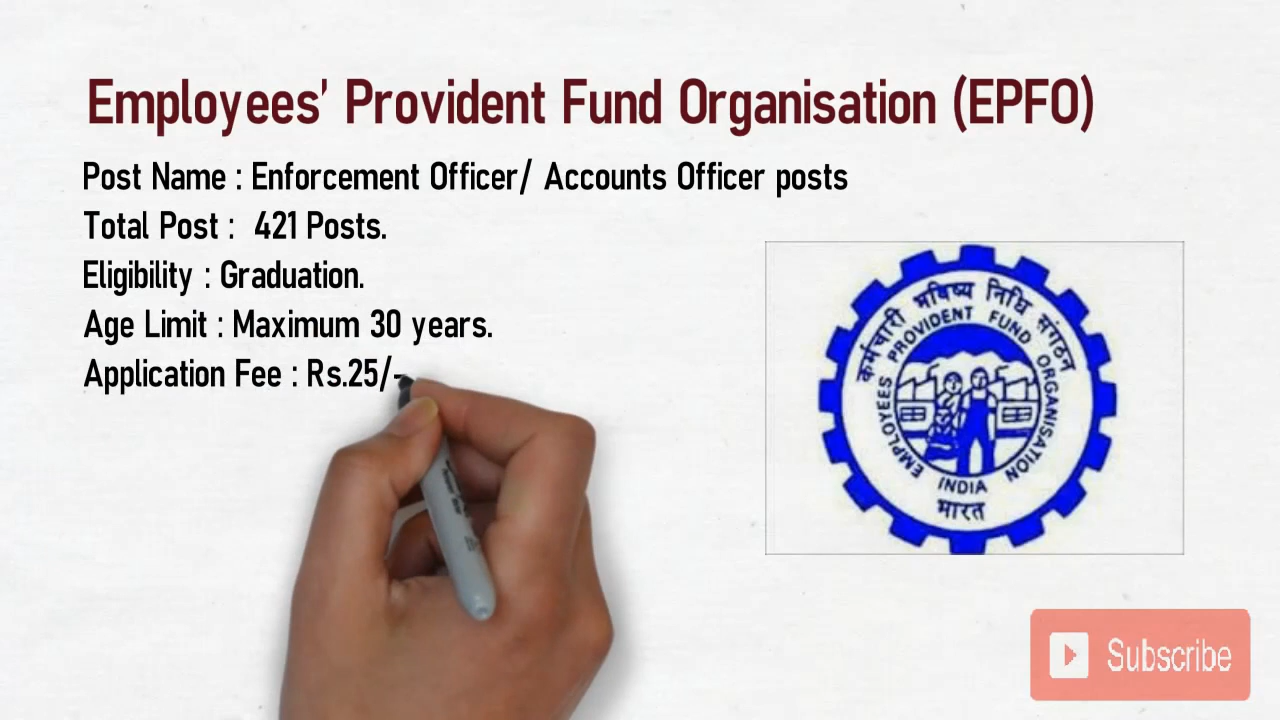 Employees’ Provident Fund Organisation (EPFO)
Post Name : Enforcement Officer/ Accounts Officer posts
Total Post : 421 Posts.
Eligibility : Graduation.
Age Limit : Maximum 30 years.
Application Fee : Rs.25/-
कर्मचारी भविष्य निधि संगठन
EMPLOYEES PROVIDENT FUND ORGANISATION
INDIA
भारत
Subscribe